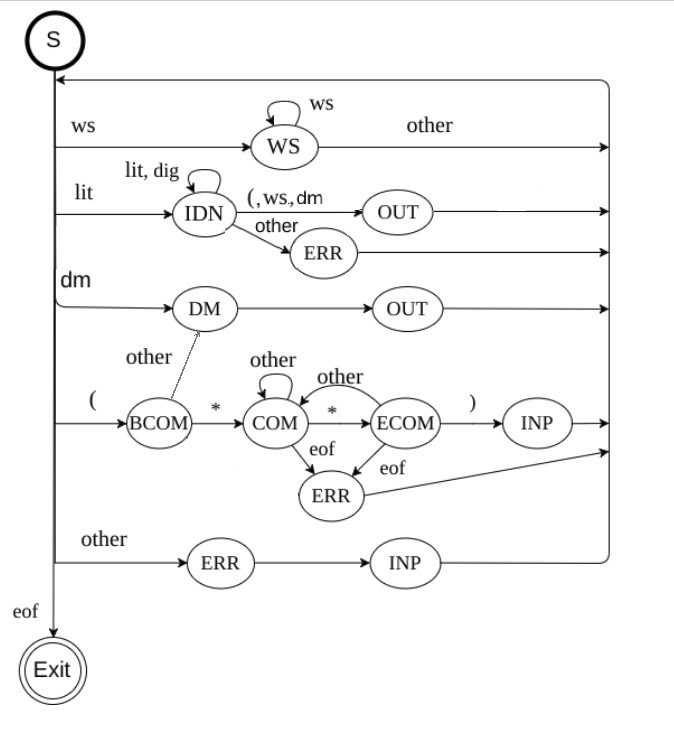 S
ws
ws
WS
other
lit, dig
lit
IDN
(,ws,dm
OUT
other
ERR
dm
DM
OUT
other
other
other
(
BCOM
*
COM
*
ECOM
)
INP
eof
eof
ERR
other
ERR
INP
eof
Exit